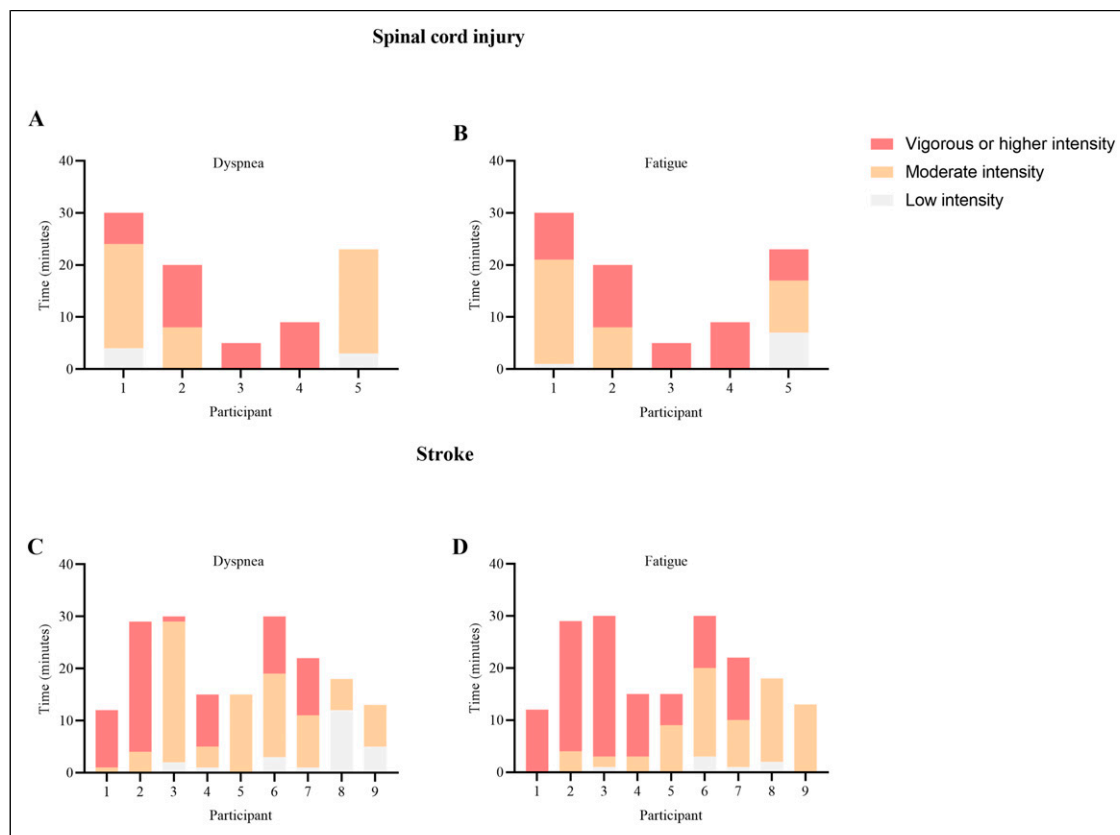 Spinal cord injury
A
Dyspnea
40
30
20
10
0
Time (minutes)
1 2 3 4 5
Participant
B
Fatigue
40
30
20
10
0
Time (minutes)
1 2 3 4 5
Participant
Vigorous or higher intensity
Moderate intensity
Low intensity
Stroke
C
Dyspnea
40
30
20
10
0
Time (minutes)
1 2 3 4 5 6 7 8 9
Participant
D
Fatigue
40
30
20
10
0
Time (minutes)
1 2 3 4 5 6 7 8 9
Participant